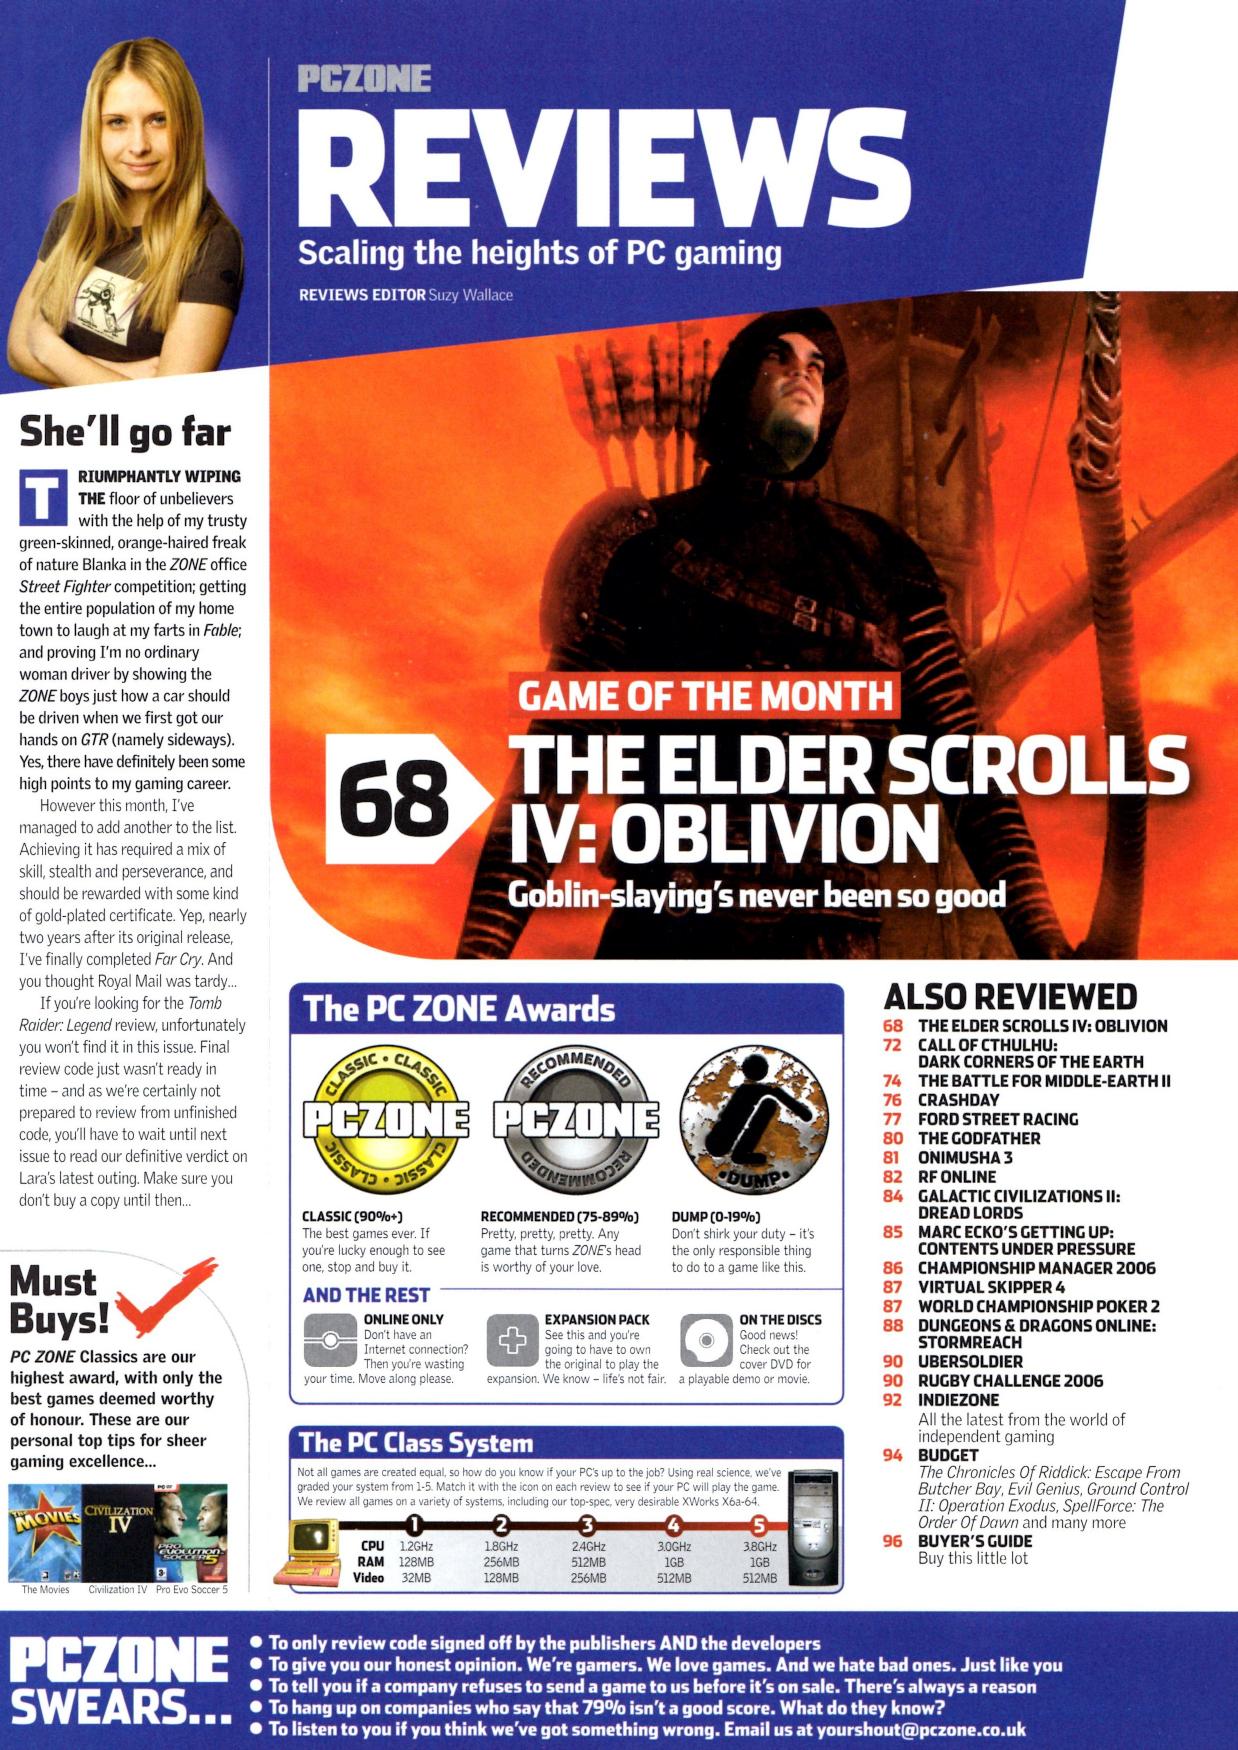 PCZONE
REVIEWS
Scaling the heights of PC gaming
REVIEWS EDITOR Suzy Wallace
She'll go far
TRIUMPHANTLY WIPING
THE floor of unbelievers
with the help of my trusty
green-skinned, orange-haired freak
of nature Blanka in the ZONE office
Street Fighter competition; getting
the entire population of my home
town to laugh at my farts in Fable;
and proving I'm no ordinary
woman driver by showing the
ZONE boys just how a car should
be driven when we first got our
hands on GTR (namely sideways).
Yes, there have definitely been some
high points to my gaming career.
However this month, I've
managed to add another to the list.
Achieving it has required a mix of
skill, stealth and perseverance, and
should be rewarded with some kind
of gold-plated certificate. Yep, nearly
two years after its original release,
I've finally completed Far Cry. And
you thought Royal Mail was tardy...
If you're looking for the Tomb
Raider: Legend review, unfortunately
you won't find it in this issue. Final
review code just wasn't ready in
time – and as we're certainly not
prepared to review from unfinished
code, you'll have to wait until next
issue to read our definitive verdict on
Lara's latest outing. Make sure you
don't buy a copy until then...
Must
Buys!
PC ZONE Classics are our
highest award, with only the
best games deemed worthy
of honour. These are our
personal top tips for sheer
gaming excellence...
THE MOVIES
CIVILIZATION
IV
PRO
EVOLUTION
SOCCER 5
The Movies Civilization IV Pro Evo Soccer 5
GAME OF THE MONTH
68
THE ELDER SCROLLS
IV: OBLIVION
Goblin-slaying's never been so good
The PC ZONE Awards
CLASSIC • CLASSIC
PCZONE
CLASSIC • CLASSIC
RECOMMENDED
PCZONE
RECOMMENDED
•DUMP•
CLASSIC (90%+)
The best games ever. If
you're lucky enough to see
one, stop and buy it.
RECOMMENDED (75-89%)
Pretty, pretty, pretty. Any
game that turns ZONE's head
is worthy of your love.
DUMP (0-19%)
Don't shirk your duty – it's
the only responsible thing
to do to a game like this.
AND THE REST
ONLINE ONLY
Don't have an
Internet connection?
Then you're wasting
your time. Move along please.
EXPANSION PACK
See this and you're
going to have to own
the original to play the
expansion. We know – life's not fair.
ON THE DISCS
Good news!
Check out the
cover DVD for
a playable demo or movie.
The PC Class System
Not all games are created equal, so how do you know if your PC's up to the job? Using real science, we've
graded your system from 1-5. Match it with the icon on each review to see if your PC will play the game.
We review all games on a variety of systems, including our top-spec, very desirable XWorks X6a-64.
1 2 3 4 5
CPU 1.2GHz 1.8GHz 2.4GHz 3.0GHz 3.8GHz
RAM 128MB 256MB 512MB 1GB 1GB
Video 32MB 128MB 256MB 512MB 512MB
ALSO REVIEWED
68 THE ELDER SCROLLS IV: OBLIVION
72 CALL OF CTHULHU:
DARK CORNERS OF THE EARTH
74 THE BATTLE FOR MIDDLE-EARTH II
76 CRASHDAY
77 FORD STREET RACING
80 THE GODFATHER
81 ONIMUSHA 3
82 RF ONLINE
84 GALACTIC CIVILIZATIONS II:
DREAD LORDS
85 MARC ECKO'S GETTING UP:
CONTENTS UNDER PRESSURE
86 CHAMPIONSHIP MANAGER 2006
87 VIRTUAL SKIPPER 4
87 WORLD CHAMPIONSHIP POKER 2
88 DUNGEONS & DRAGONS ONLINE:
STORMREACH
90 UBERSOLDIER
90 RUGBY CHALLENGE 2006
92 INDIEZONE
All the latest from the world of
independent gaming
94 BUDGET
The Chronicles Of Riddick: Escape From
Butcher Bay, Evil Genius, Ground Control
II: Operation Exodus, SpellForce: The
Order Of Dawn and many more
96 BUYER'S GUIDE
Buy this little lot
PCZONE
SWEARS...
• To only review code signed off by the publishers AND the developers
• To give you our honest opinion. We're gamers. We love games. And we hate bad ones. Just like you
• To tell you if a company refuses to send a game to us before it's on sale. There's always a reason
• To hang up on companies who say that 79% isn't a good score. What do they know?
• To listen to you if you think we've got something wrong. Email us at yourshout@pczone.co.uk